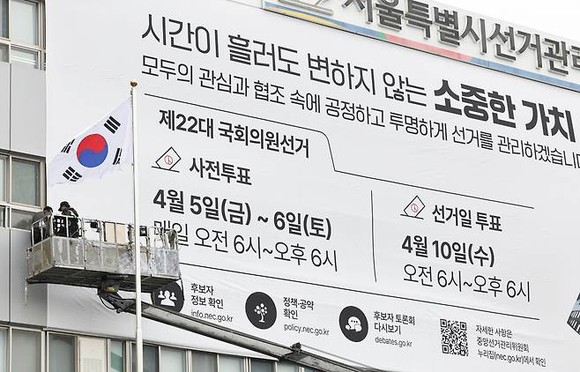 서울특별시선거관리
시간이 흘러도 변하지 않는 소중한 가치
모두의 관심과 협조 속에 공정하고 투명하게 선거를 관리하겠습니다
제22대 국회의원선거
사전투표
4월 5일(금) ~ 6일(토)
매일 오전 6시~오후 6시
선거일 투표
4월 10일(수)
오전 6시~오후 6시
후보자
정보 확인
info.nec.go.kr
정책·공약
확인
policy.nec.go.kr
후보자 토론회
다시보기
debates.go.kr
자세한 사항은
중앙선거관리위원회
누리집(nec.go.kr)에서 확인